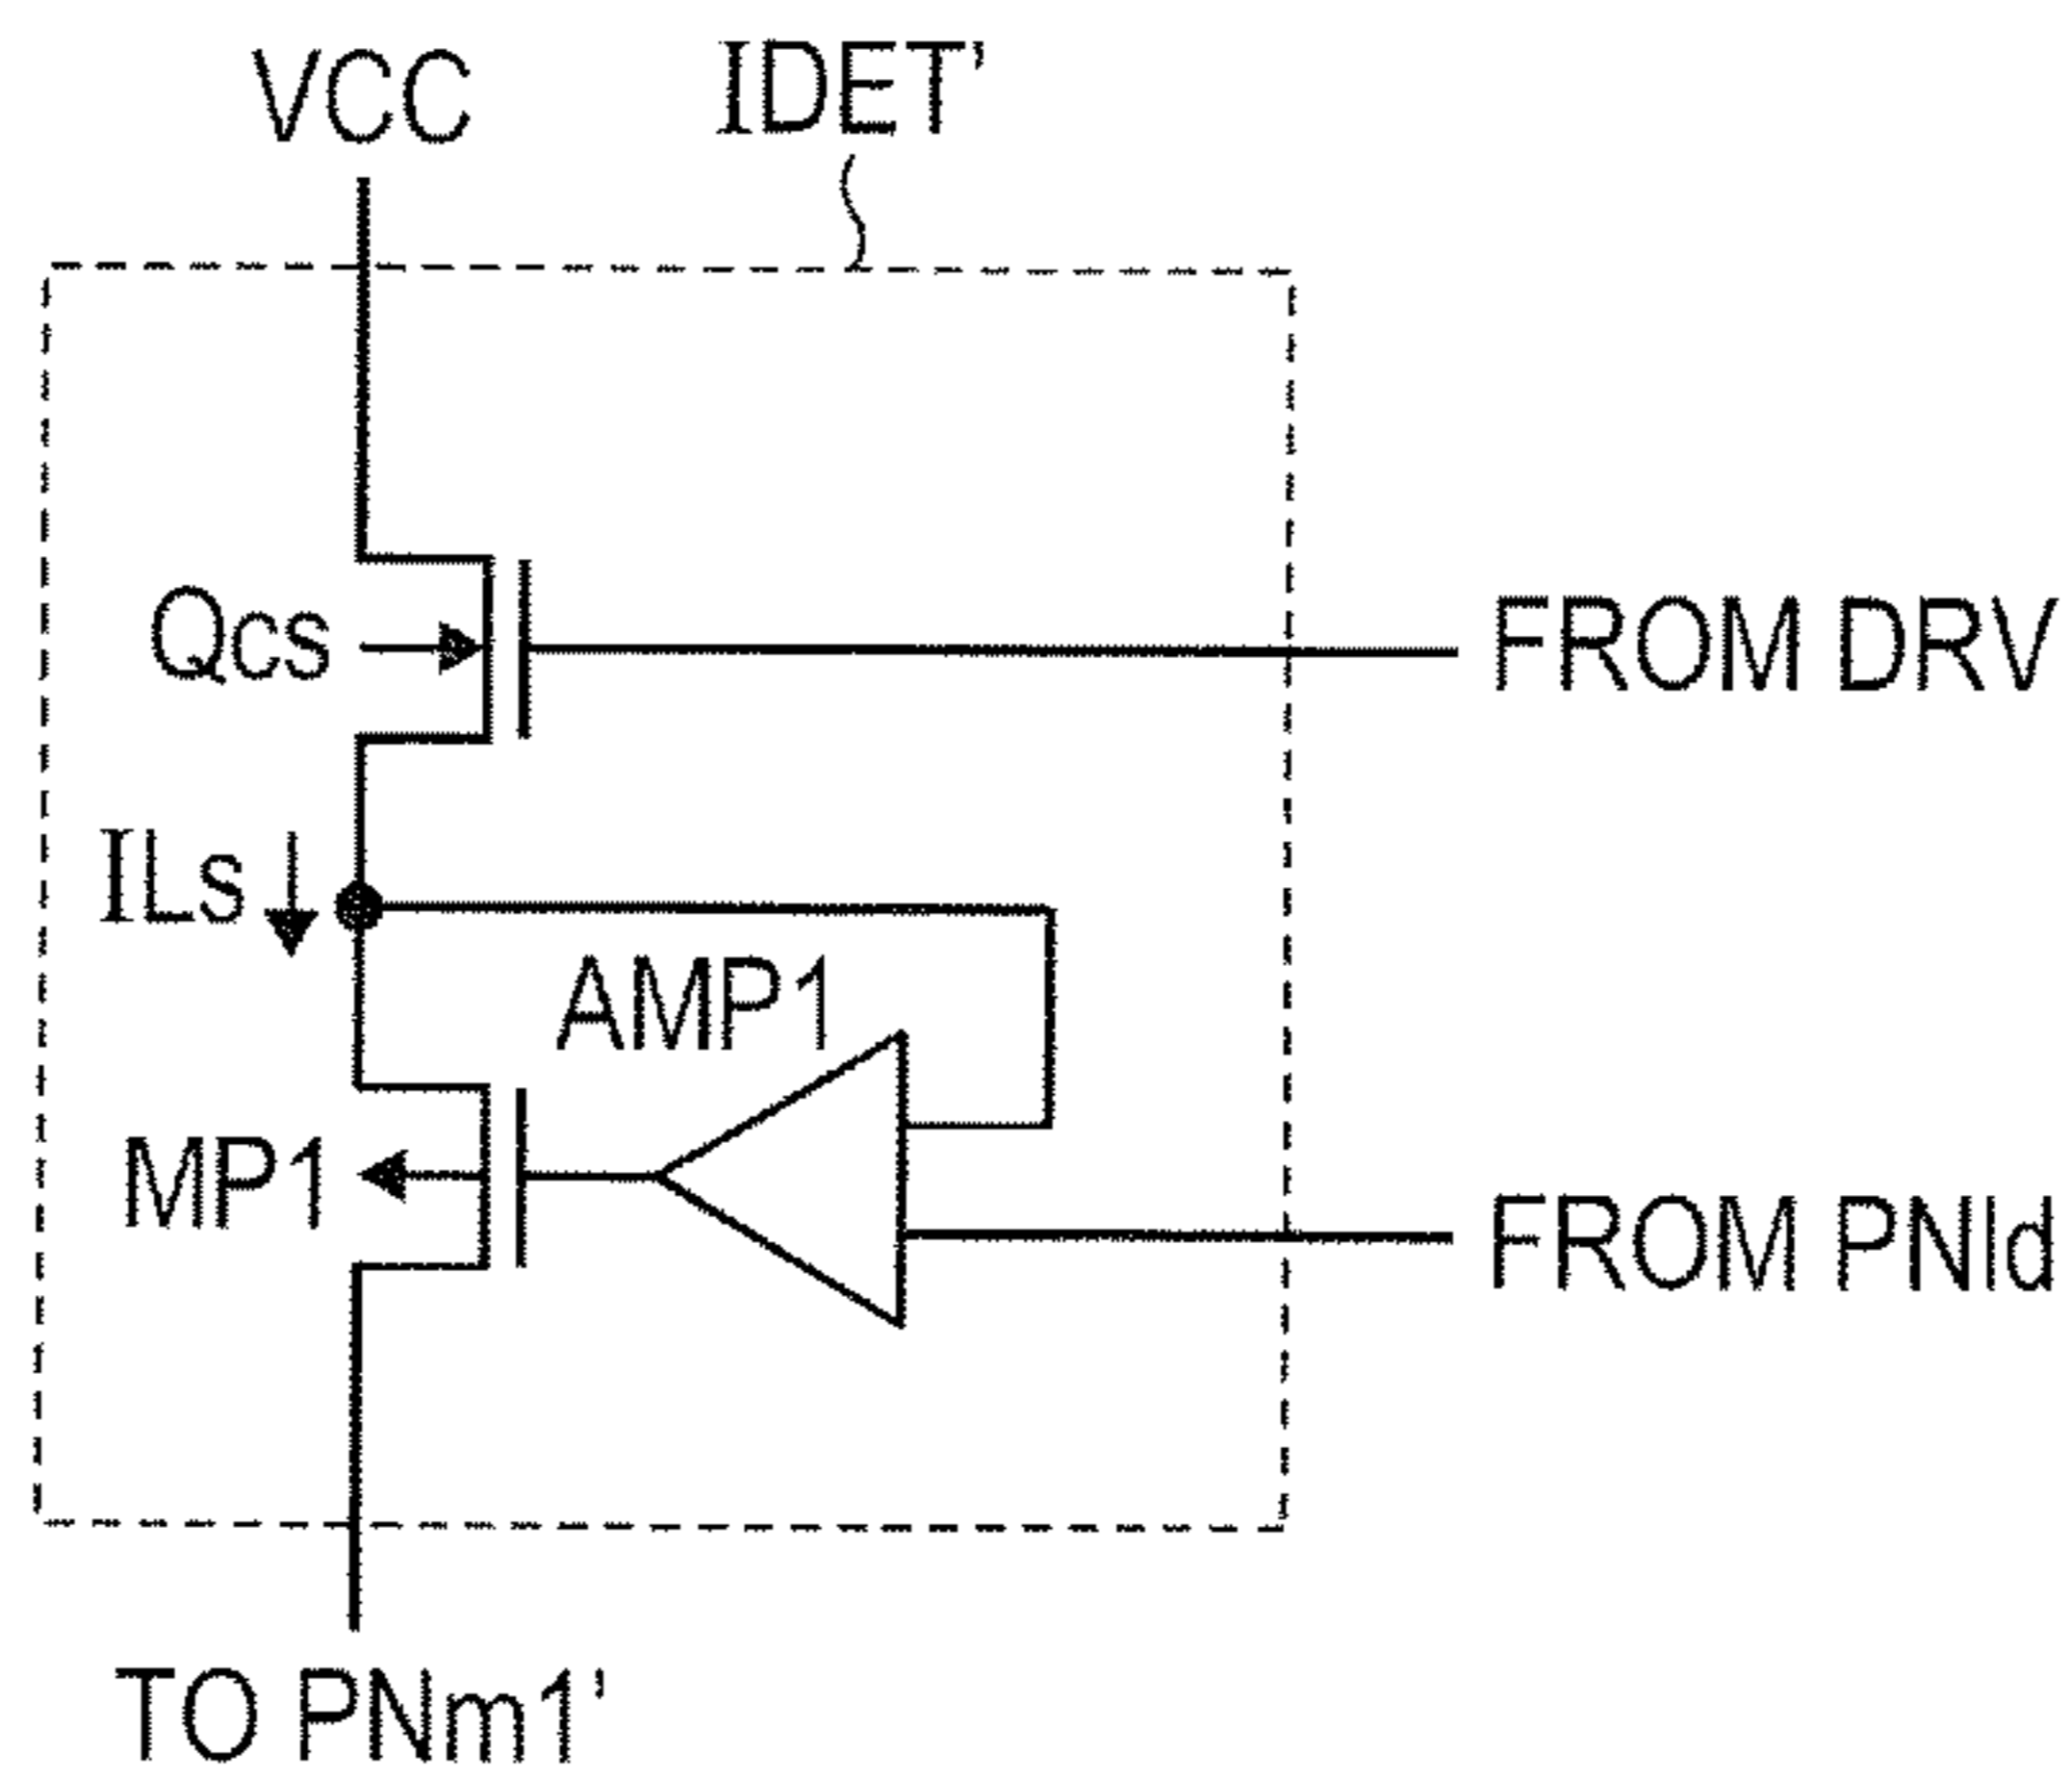 VCC
IDET'
Qcs
FROM DRV
ILs
AMP1
MP1
FROM PNld
TO PNm1'